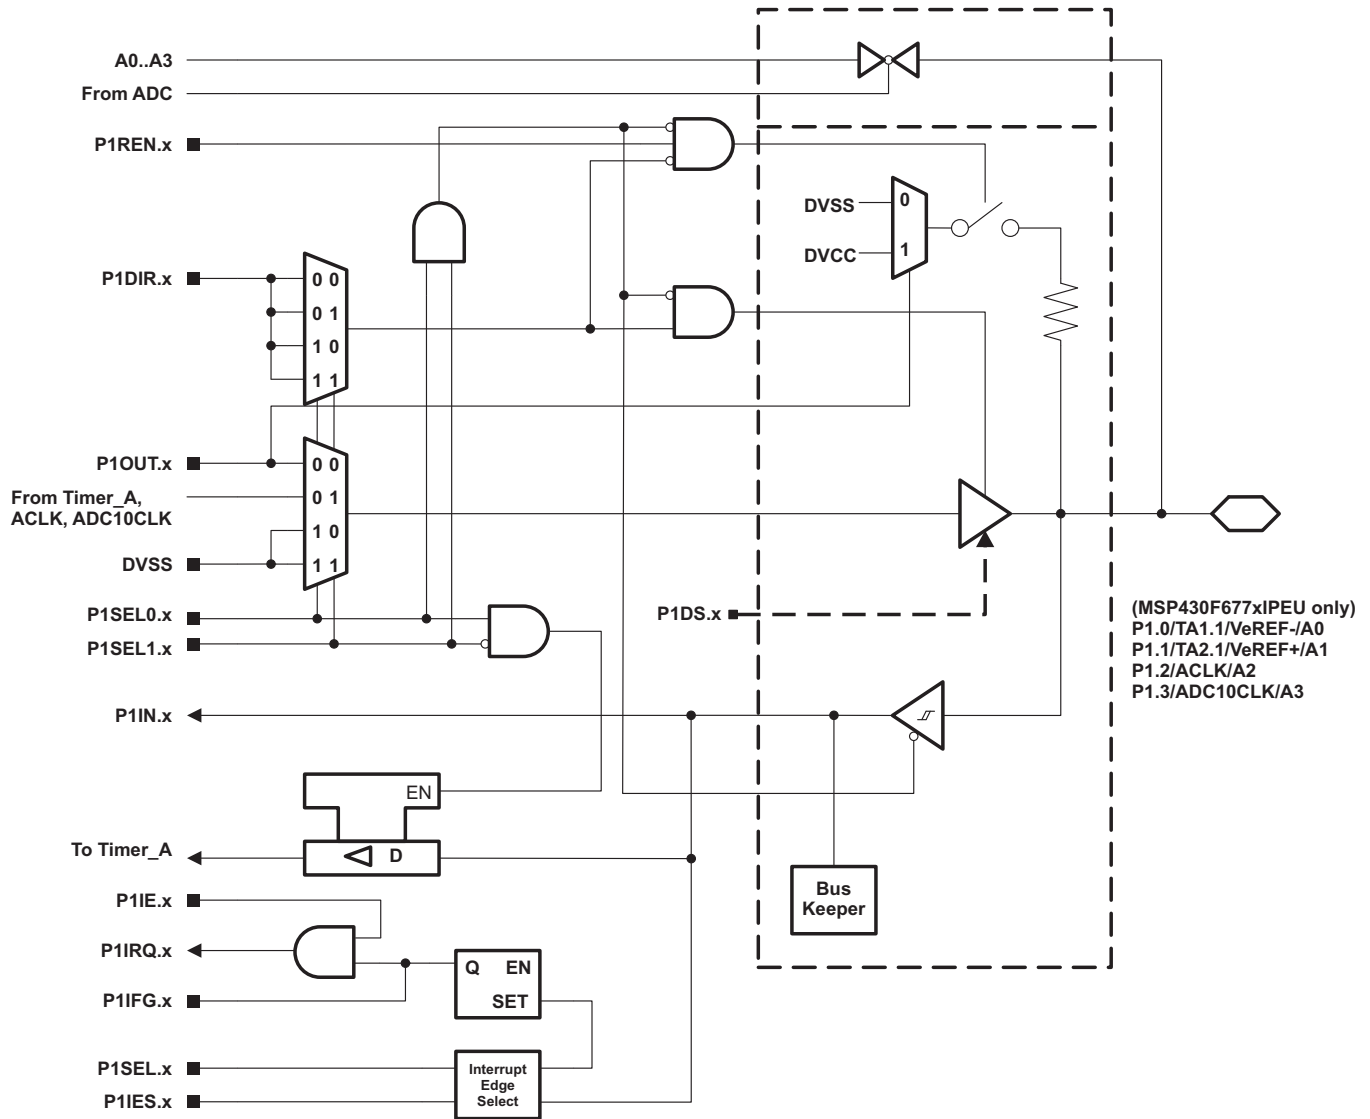 A0..A3
From ADC
P1REN.x
DVSS
0
DVCC
1
P1DIR.x
0 0
0 1
1 0
1 1
P1OUT.x
0 0
From Timer_A,
ACLK, ADC10CLK
0 1
1 0
DVSS
1 1
P1SEL0.x
P1SEL1.x
P1DS.x
(MSP430F677xIPEU only)
P1.0/TA1.1/VeREF-/A0
P1.1/TA2.1/VeREF+/A1
P1.2/ACLK/A2
P1.3/ADC10CLK/A3
P1IN.x
EN
To Timer_A
D
Bus
Keeper
P1IE.x
P1IRQ.x
Q EN
SET
P1IFG.x
P1SEL.x
P1IES.x
Interrupt
Edge
Select